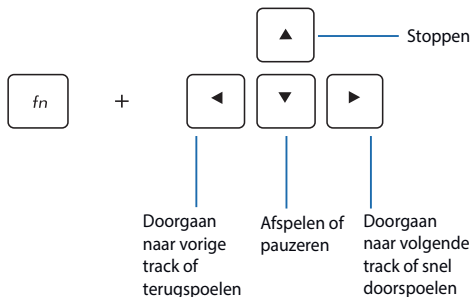 Stoppen
fn
+
Doorgaan
naar vorige
track of
terugspoelen
Afspelen of
pauzeren
Doorgaan
naar volgende
track of snel
doorspoelen